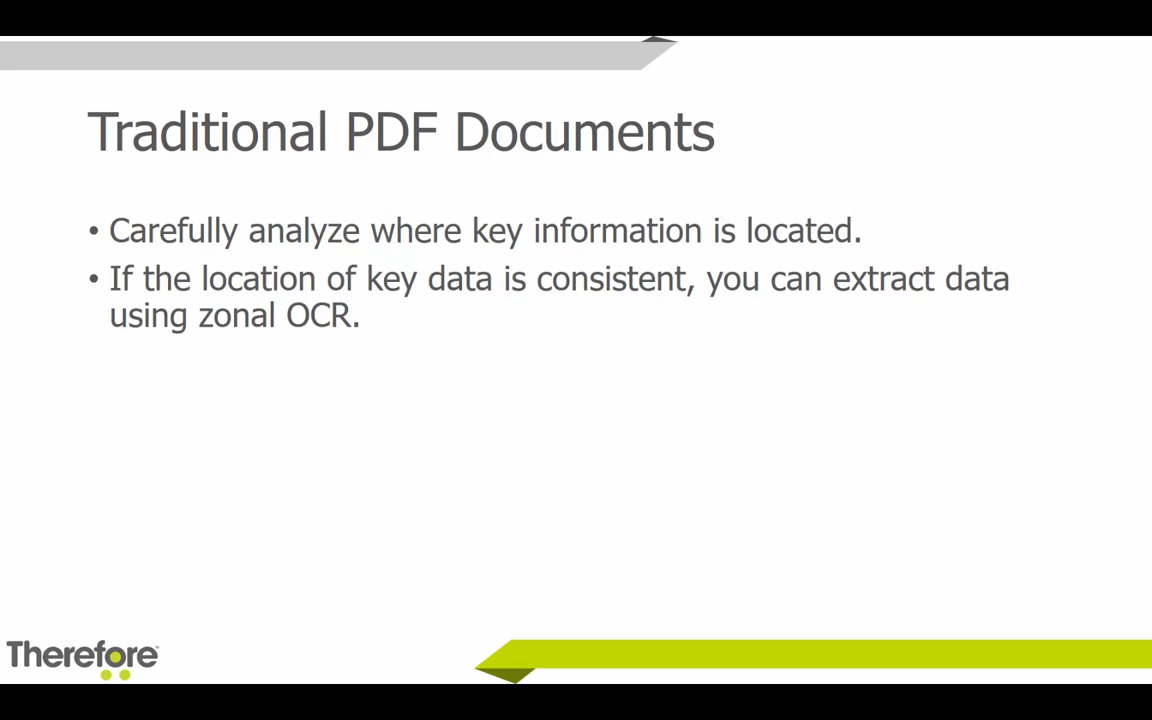 Traditional PDF Documents
• Carefully analyze where key information is located.
• If the location of key data is consistent, you can extract data
using zonal OCR.
Therefore™